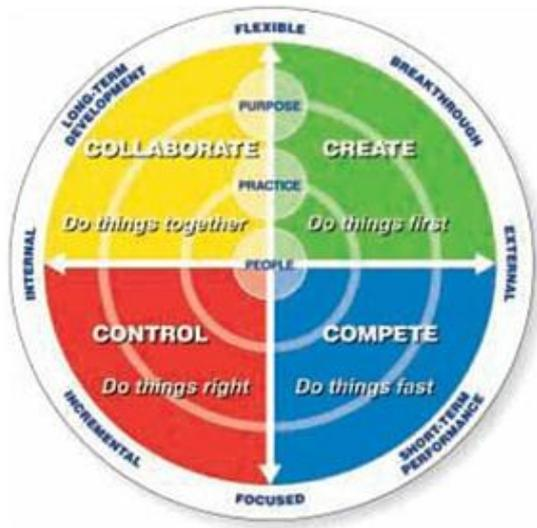 FLEXIBLE
LONG-TERM
DEVELOPMENT
BREAKTHROUGH
PURPOSE
COLLABORATE
CREATE
PRACTICE
Do things together
Do things first
INTERNAL
PEOPLE
EXTERNAL
CONTROL
COMPETE
Do things right
Do things fast
INCREMENTAL
SHORT-TERM
PERFORMANCE
FOCUSED